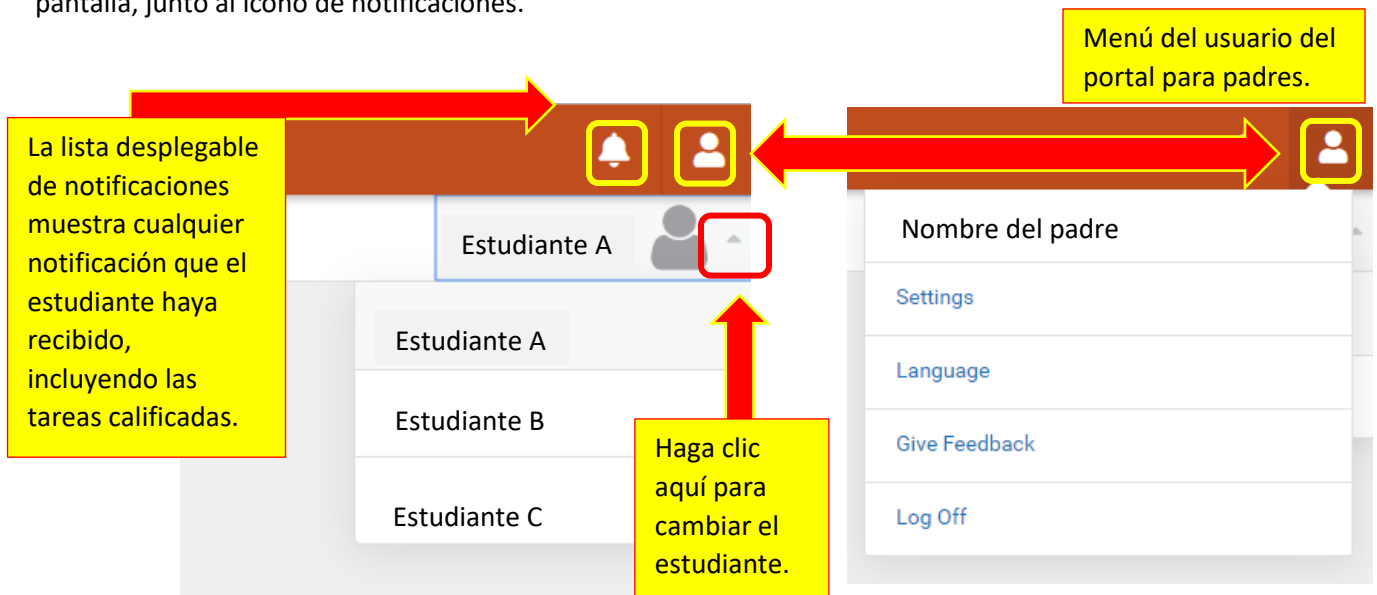 pantalla, junto al icono de notificaciones.
Menú del usuario del
portal para padres.
La lista desplegable
de notificaciones
muestra cualquier
notificación que el
estudiante haya
recibido,
incluyendo las
tareas calificadas.
Estudiante A
Estudiante A
Estudiante B
Estudiante C
Haga clic
aquí para
cambiar el
estudiante.
Nombre del padre
Settings
Language
Give Feedback
Log Off